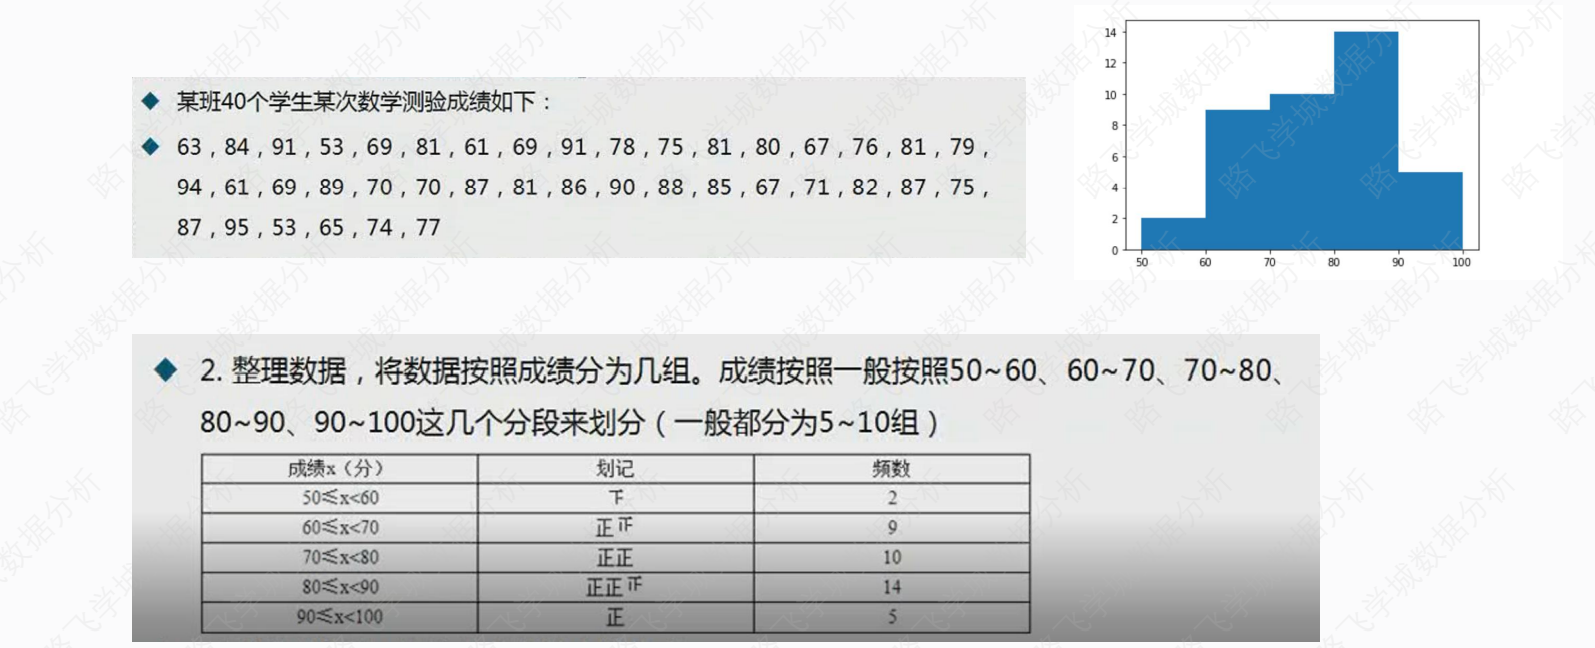 某班40个学生某次数学测验成绩如下：
63，84，91，53，69，81，61，69，91，78，75，81，80，67，76，81，79，
94，61，69，89，70，70，87，81，86，90，88，85，67，71，82，87，75，
87，95，53，65，74，77
14
12
10
8
6
4
2
0
50 60 70 80 90 100
2. 整理数据，将数据按照成绩分为几组。成绩按照一般按照50~60、60~70、70~80、
80~90、90~100这几个分段来划分（一般都分为5~10组）
成绩x（分） 划记 频数
50≤x<60 下 2
60≤x<70 正正 9
70≤x<80 正正 10
80≤x<90 正正正 14
90≤x<100 正 5
路飞学城数据分析